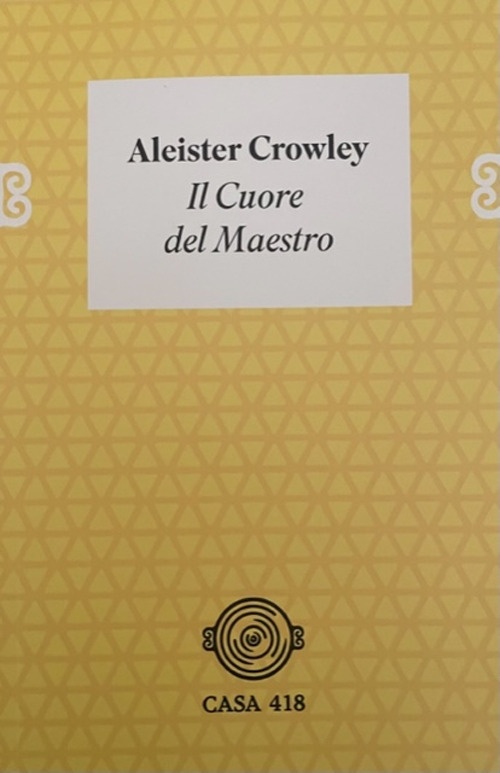 Aleister Crowley
Il Cuore
del Maestro
CASA 418